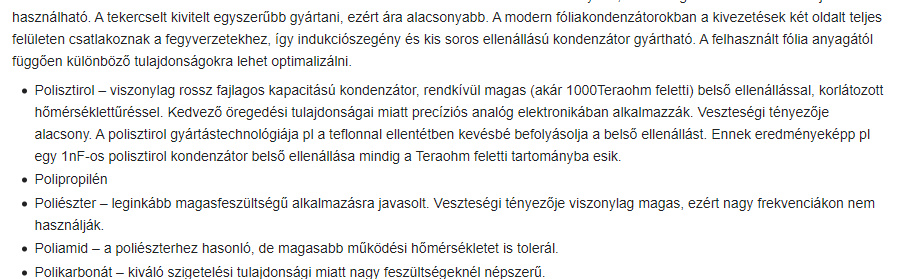 használható. A tekercselt kivitelt egyszerűbb gyártani, ezért ára alacsonyabb. A modern fóliakondenzátorokban a kivezetések két oldalt teljes
felületen csatlakoznak a fegyverzetekhez, így indukciószegény és kis soros ellenállású kondenzátor gyártható. A felhasznált fólia anyagától
függően különböző tulajdonságokra lehet optimalizálni.
• Polisztirol – viszonylag rossz fajlagos kapacitású kondenzátor, rendkívül magas (akár 1000Teraohm feletti) belső ellenállással, korlátozott
hőmérséklettűréssel. Kedvező öregedési tulajdonságai miatt precíziós analóg elektronikában alkalmazzák. Veszteségi tényezője
alacsony. A polisztirol gyártástechnológiája pl a teflonnal ellentétben kevésbé befolyásolja a belső ellenállást. Ennek eredményeképp pl
egy 1nF-os polisztirol kondenzátor belső ellenállása mindig a Teraohm feletti tartományba esik.
• Polipropilén
• Poliészter – leginkább magasfeszültségű alkalmazásra javasolt. Veszteségi tényezője viszonylag magas, ezért nagy frekvenciákon nem
használják.
• Poliamid – a poliészterhez hasonló, de magasabb működési hőmérsékletet is tolerál.
• Polikarbonát – kiváló szigetelési tulajdonsági miatt nagy feszültségeknél népszerű.